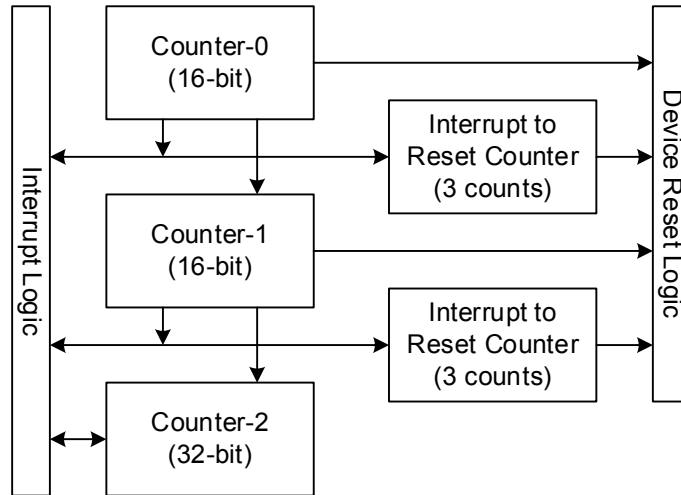 Interrupt Logic
Counter-0
(16-bit)
Interrupt to
Reset Counter
(3 counts)
Counter-1
(16-bit)
Interrupt to
Reset Counter
(3 counts)
Counter-2
(32-bit)
Device Reset Logic